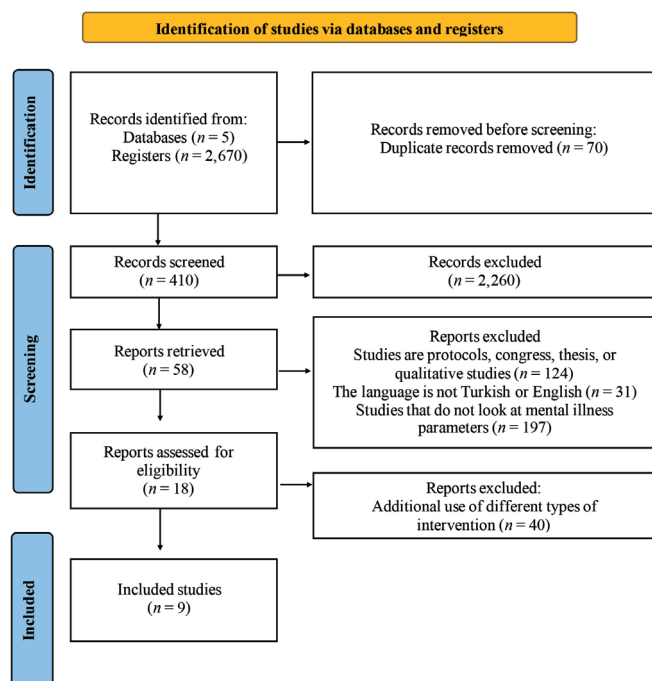 Identification of studies via databases and registers
Identification
Records identified from:
Databases (n = 5)
Registers (n = 2,670)
Records removed before screening:
Duplicate records removed (n = 70)
Screening
Records screened
(n = 410)
Records excluded
(n = 2,260)
Reports retrieved
(n = 58)
Reports excluded
Studies are protocols, congress, thesis, or
qualitative studies (n = 124)
The language is not Turkish or English (n = 31)
Studies that do not look at mental illness
parameters (n = 197)
Reports assessed for
eligibility
(n = 18)
Reports excluded:
Additional use of different types of
intervention (n = 40)
Included
Included studies
(n = 9)